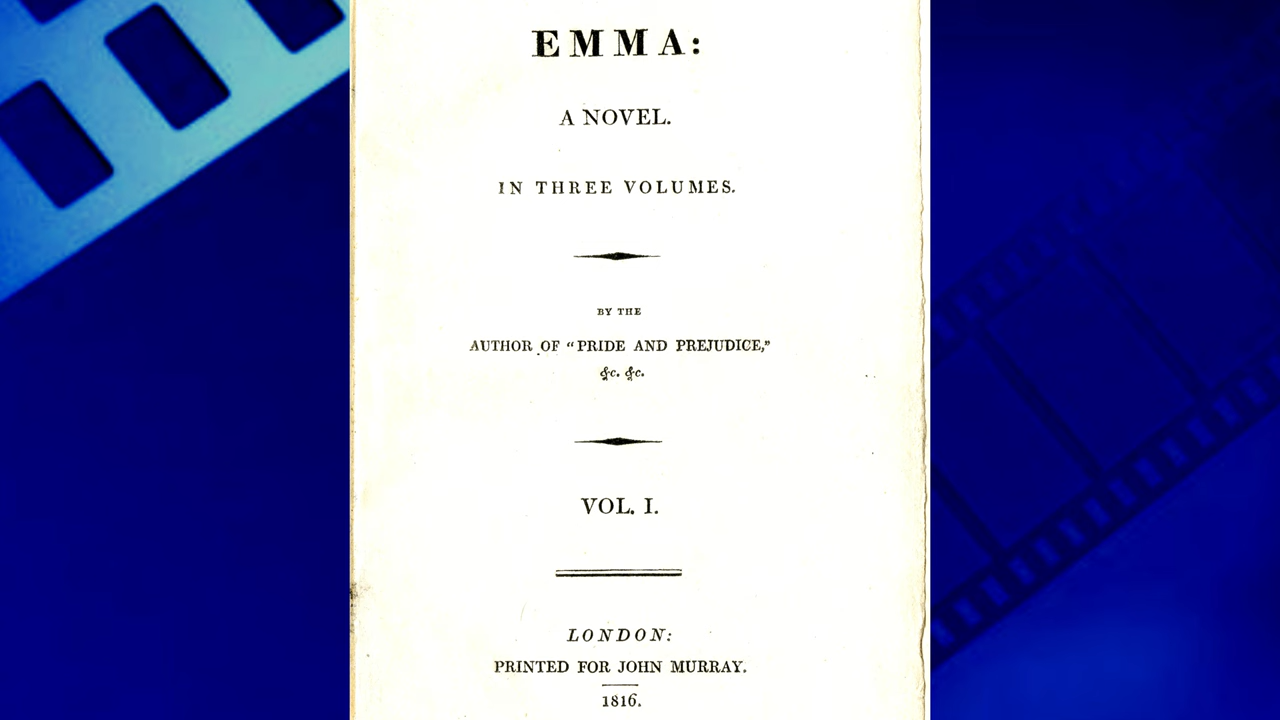 EMMA:
A NOVEL.
IN THREE VOLUMES.
BY THE
AUTHOR OF “PRIDE AND PREJUDICE,”
&c. &c.
VOL. I.
LONDON:
PRINTED FOR JOHN MURRAY.
1816.